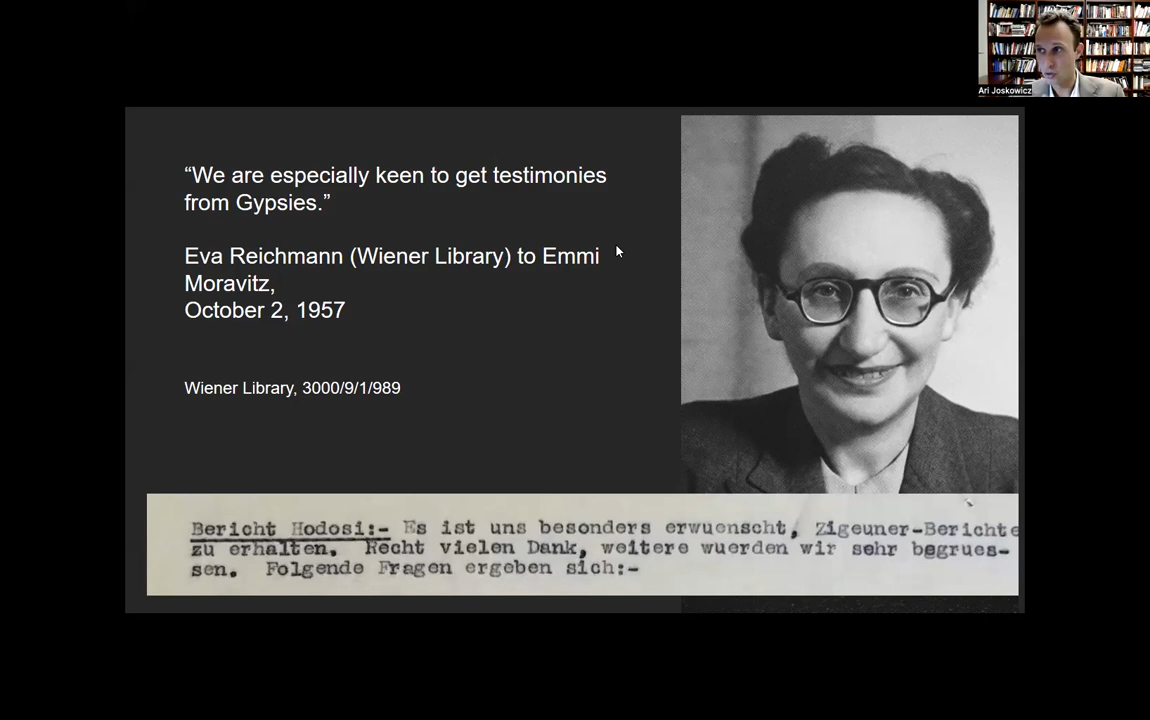 Ari Joskowicz
“We are especially keen to get testimonies
from Gypsies.”
Eva Reichmann (Wiener Library) to Emmi
Moravitz,
October 2, 1957
Wiener Library, 3000/9/1/989
Bericht Hodosi:- Es ist uns besonders erwuenscht, Zigeuner-Berichte
zu erhalten. Recht vielen Dank, weitere wuerden wir sehr begrues-
sen. Folgende Fragen ergeben sich:-